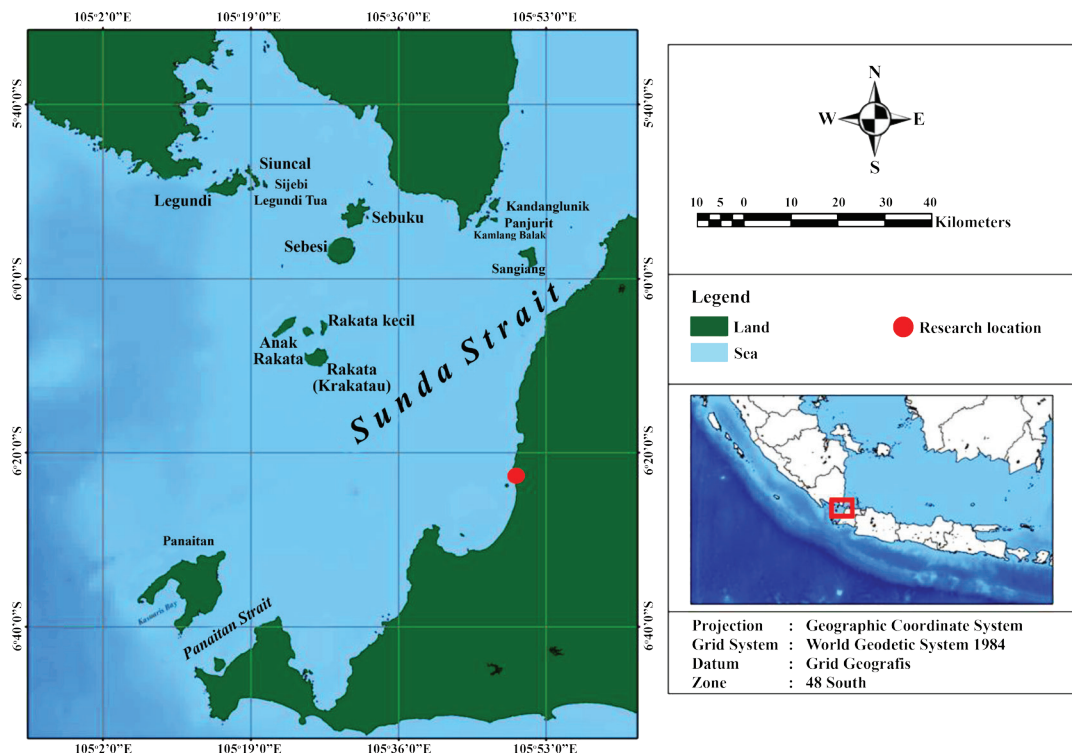 105°2'0"E 105°19'0"E 105°36'0"E 105°53'0"E
5°40'0"S 5°40'0"S
Siuncal
Sijebi
Legundi
Legundi Tua
Sebuku
Kandanglunik
Panjurit
Kamlang Balak
Sebesi
Sangiang
6°0'0"S 6°0'0"S
Rakata kecil
Anak
Rakata
Rakata
(Krakatau)
Sunda Strait
6°20'0"S 6°20'0"S
Panaitan
Kasuaris Bay
Panaitan Strait
6°40'0"S 6°40'0"S
105°2'0"E 105°19'0"E 105°36'0"E 105°53'0"E
N
W E
S
10 5 0 10 20 30 40
Kilometers
Legend
Land
Research location
Sea
Projection : Geographic Coordinate System
Grid System : World Geodetic System 1984
Datum : Grid Geografis
Zone : 48 South